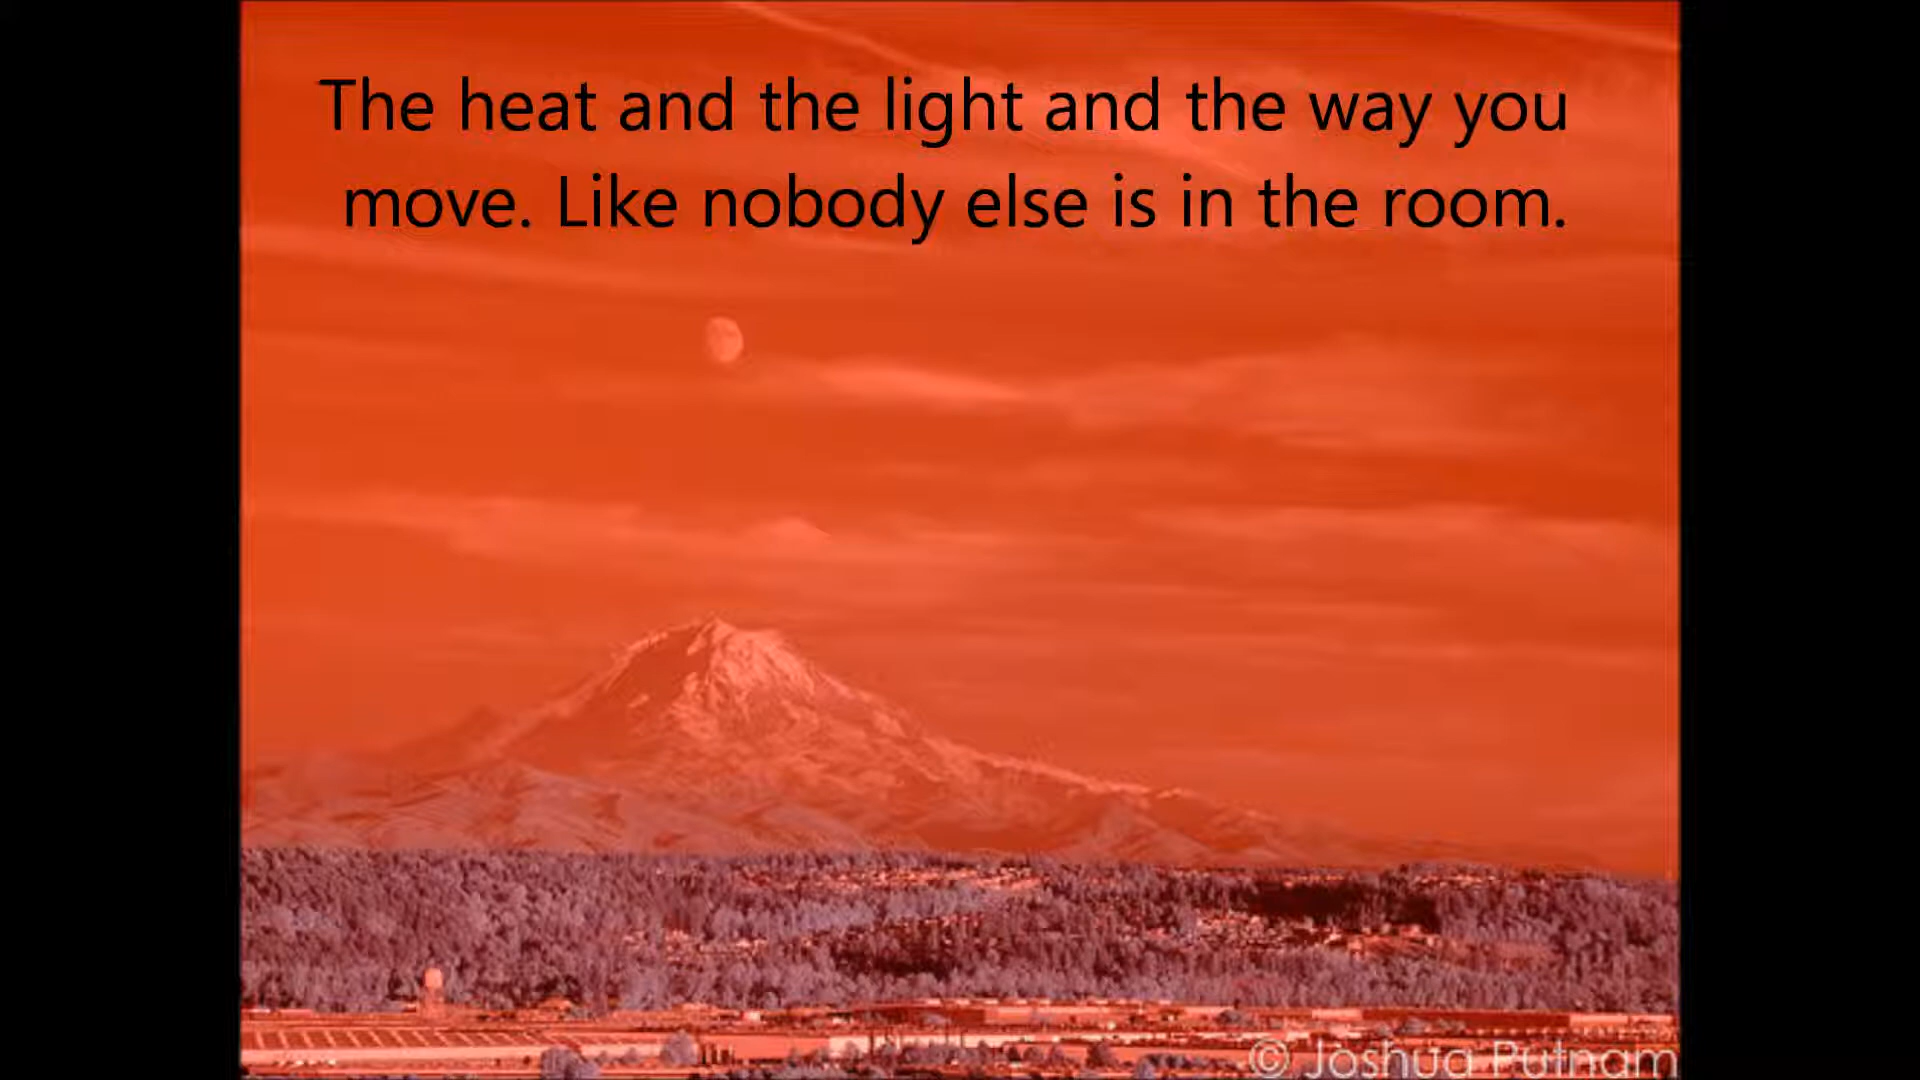 The heat and the light and the way you
move. Like nobody else is in the room.
© Joshua Putnam